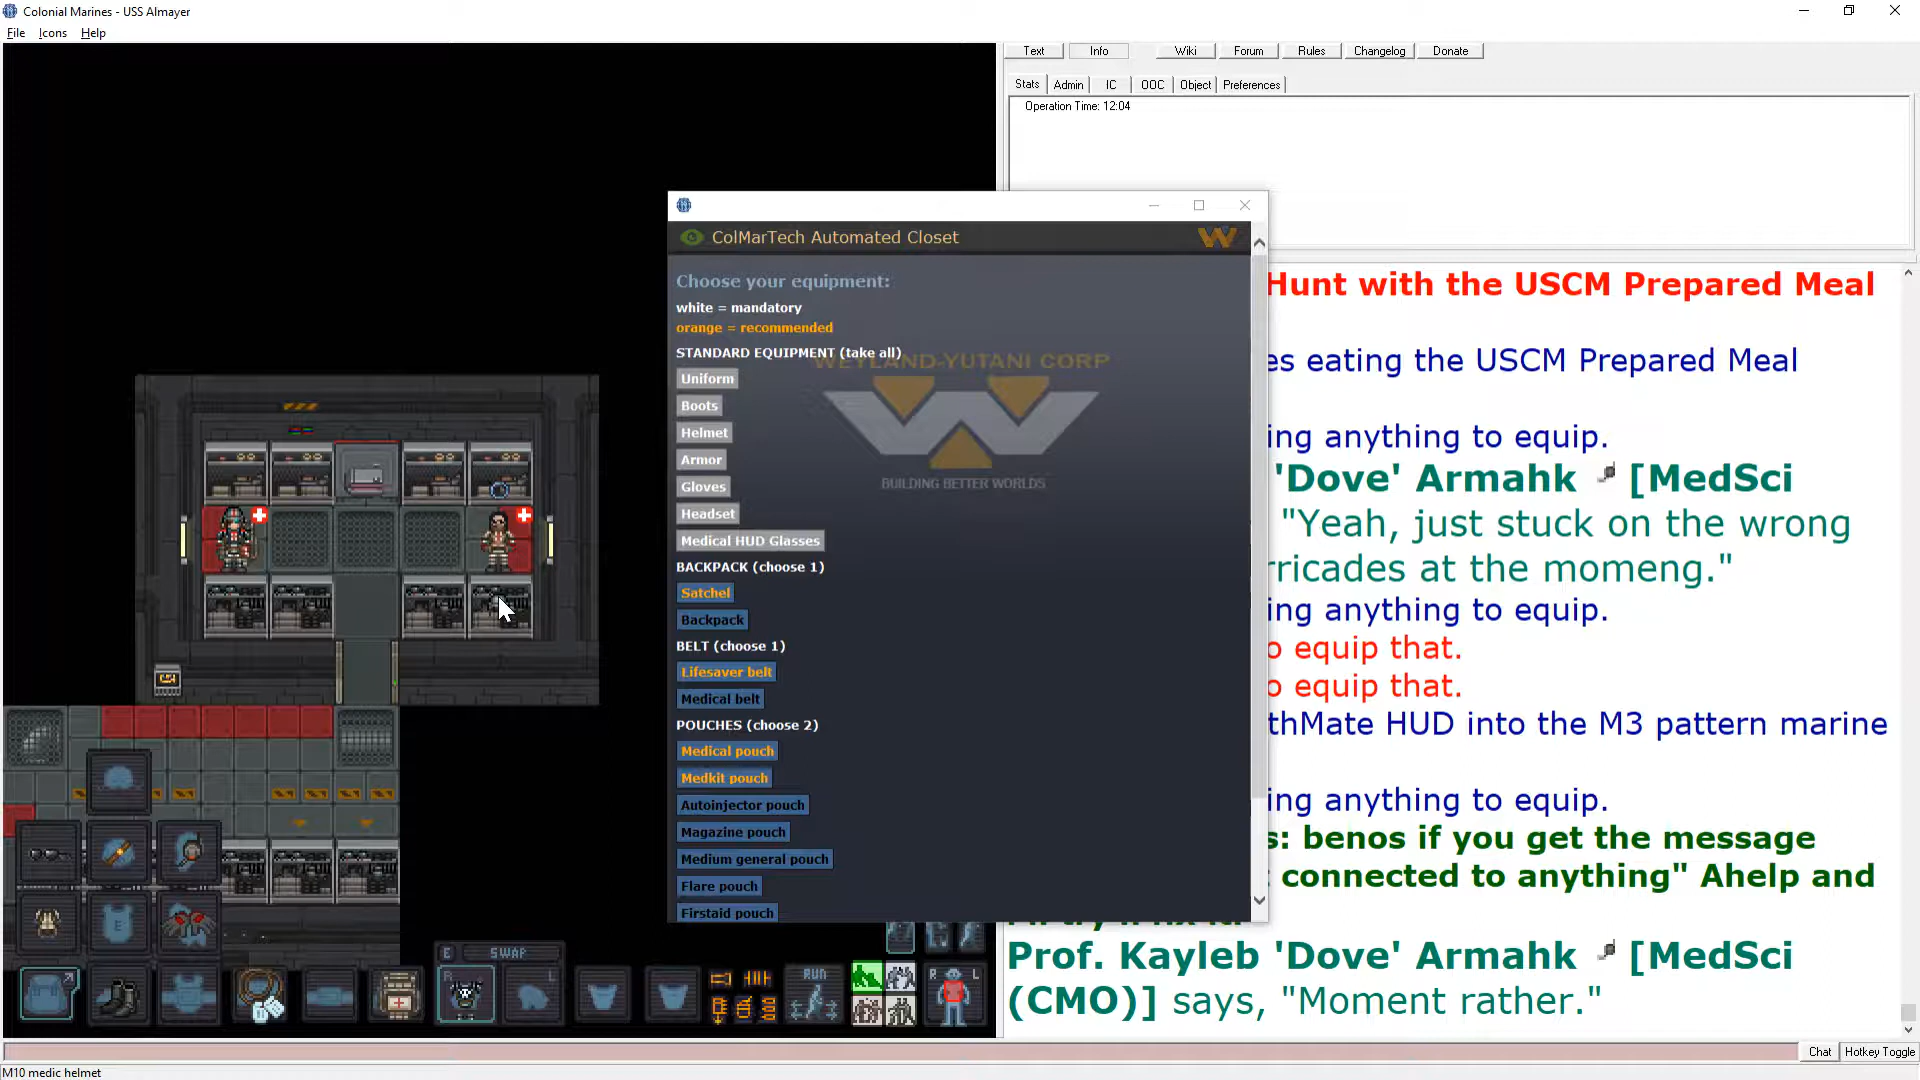 Colonial Marines - USS Almayer
File Icons Help
Text Info Wiki Forum Rules Changelog Donate
Stats Admin IC OOC Object Preferences
Operation Time: 12:04
ColMarTech Automated Closet
Choose your equipment:
white = mandatory
orange = recommended
STANDARD EQUIPMENT (take all)
WEYLAND-YUTANI CORP
BUILDING BETTER WORLDS
Uniform
Boots
Helmet
Armor
Gloves
Headset
Medical HUD Glasses
BACKPACK (choose 1)
Satchel
Backpack
BELT (choose 1)
Lifesaver belt
Medical belt
POUCHES (choose 2)
Medical pouch
Medkit pouch
Autoinjector pouch
Magazine pouch
Medium general pouch
Flare pouch
Firstaid pouch
Hunt with the USCM Prepared Meal
es eating the USCM Prepared Meal
ing anything to equip.
'Dove' Armahk [MedSci
"Yeah, just stuck on the wrong
rricades at the momeng."
ing anything to equip.
o equip that.
o equip that.
thMate HUD into the M3 pattern marine
ing anything to equip.
s: benos if you get the message
connected to anything" Ahelp and
Prof. Kayleb 'Dove' Armahk [MedSci
(CMO)] says, "Moment rather."
E SWAP
R L
RUN
R L
Chat Hotkey Toggle
M10 medic helmet